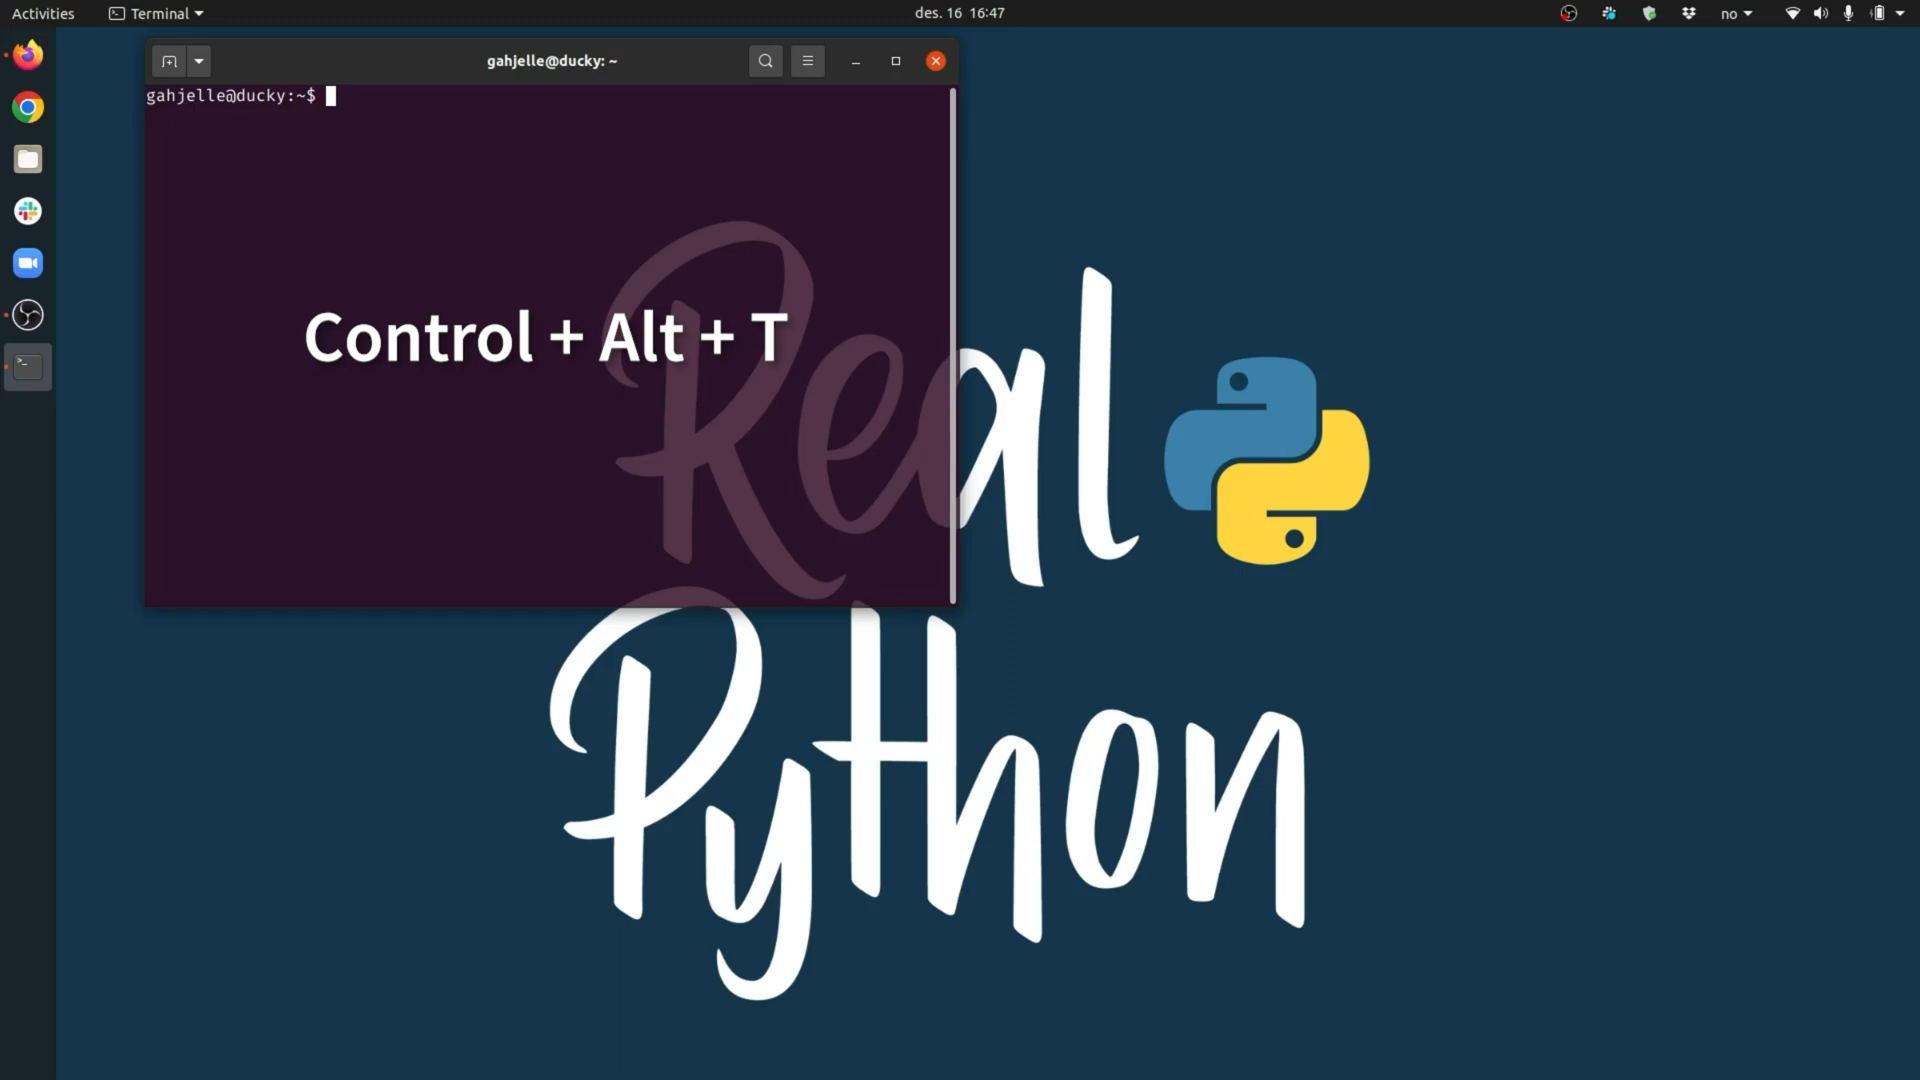 Activities
Terminal
des. 16 16:47
no
gahjelle@ducky: ~
gahjelle@ducky:~$
Control + Alt + T
Real
Python